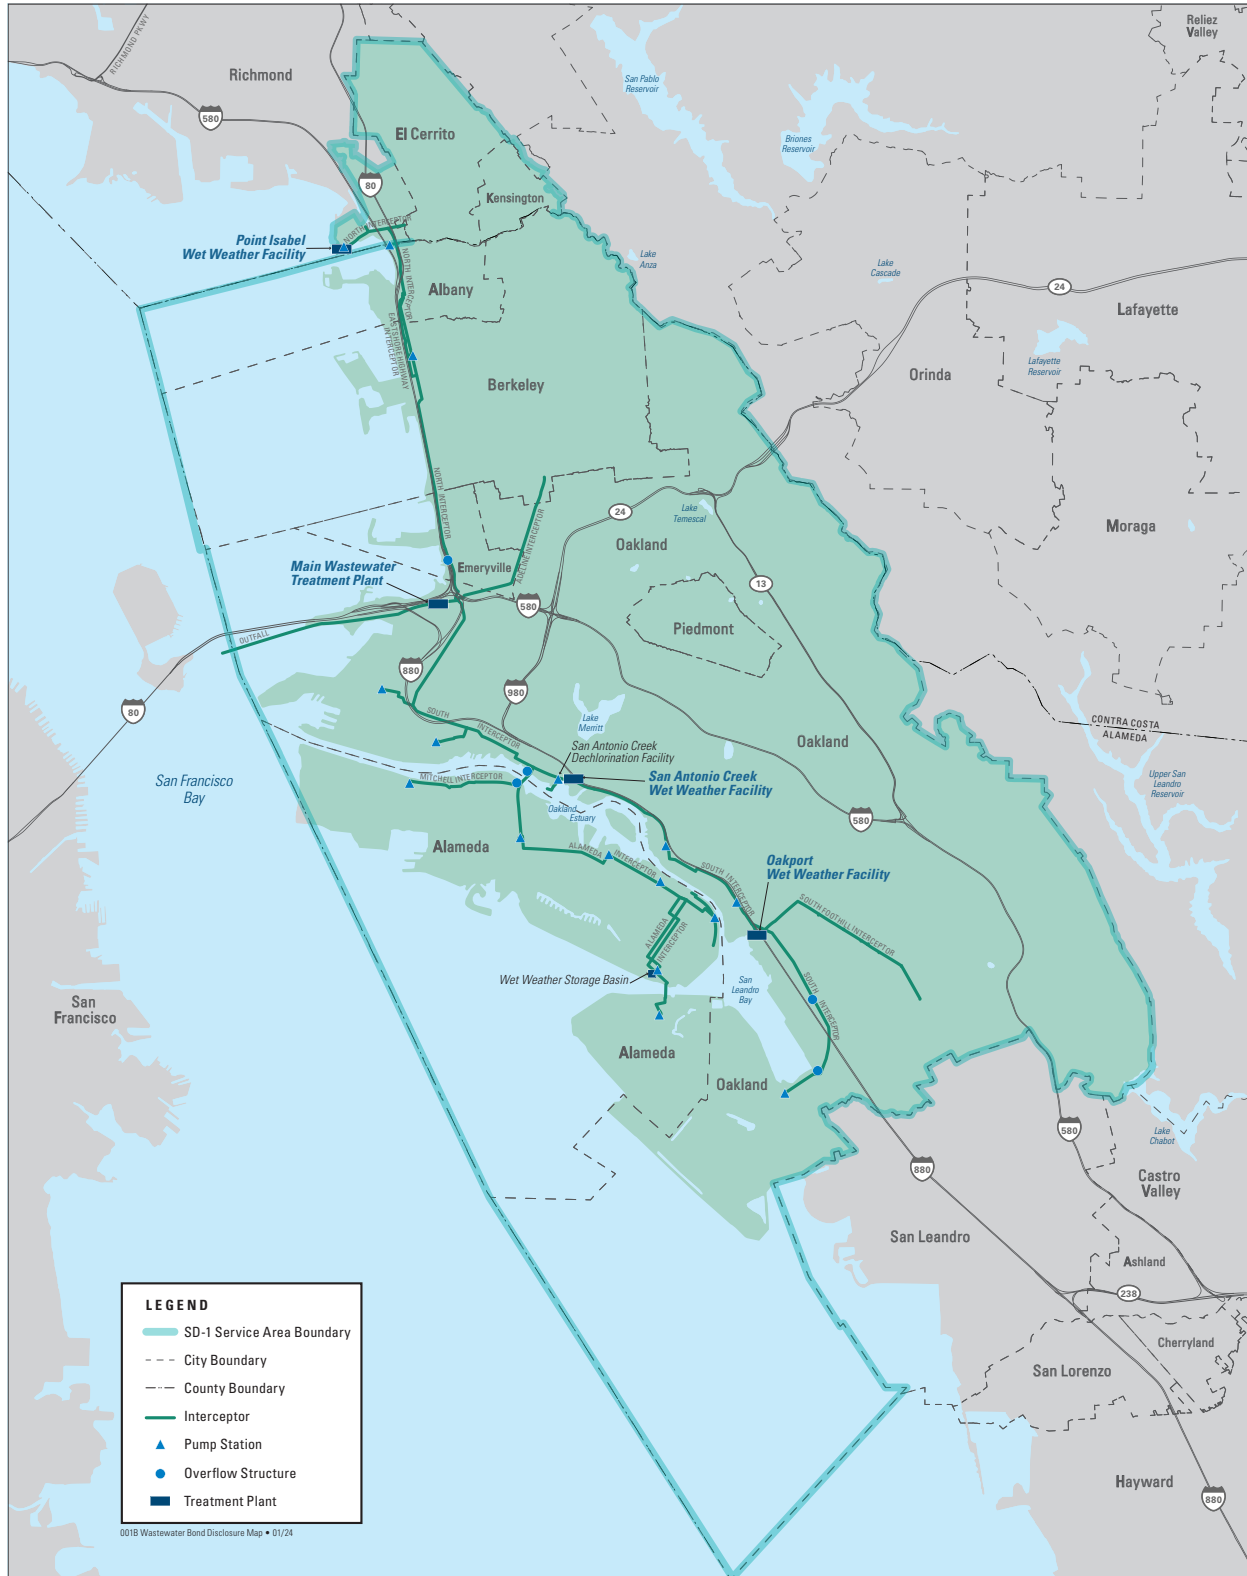 Reliez
Valley
RICHMOND PKWY
Richmond
San Pablo
Reservoir
580
El Cerrito
Briones
Reservoir
80
Kensington
NORTH INTERCEPTOR
Point Isabel
Wet Weather Facility
Lake
Anza
Lake
Cascade
NORTH INTERCEPTOR
24
Albany
Lafayette
EASTSHORE HIGHWAY
INTERCEPTOR
Lafayette
Reservoir
Orinda
Berkeley
NORTH INTERCEPTOR
24
Lake
Temescal
ADELINE INTERCEPTOR
Moraga
Oakland
Main Wastewater
Treatment Plant
Emeryville
13
580
Piedmont
OUTFALL
880
980
80
SOUTH
INTERCEPTOR
Lake
Merritt
CONTRA COSTA
ALAMEDA
San Antonio Creek
Dechlorination Facility
Oakland
San Francisco
Bay
MITCHELL INTERCEPTOR
San Antonio Creek
Wet Weather Facility
Upper San
Leandro
Reservoir
Oakland
Estuary
580
Alameda
ALAMEDA
INTERCEPTOR
SOUTH INTERCEPTOR
Oakport
Wet Weather Facility
SOUTH FOOTHILL INTERCEPTOR
ALAMEDA
INTERCEPTOR
Wet Weather Storage Basin
San
Leandro
Bay
SOUTH
INTERCEPTOR
San
Francisco
Alameda
Oakland
580
Lake
Chabot
880
Castro
Valley
San Leandro
Ashland
238
Cherryland
San Lorenzo
Hayward
880
LEGEND
SD-1 Service Area Boundary
City Boundary
County Boundary
Interceptor
Pump Station
Overflow Structure
Treatment Plant
001B Wastewater Bond Disclosure Map • 01/24